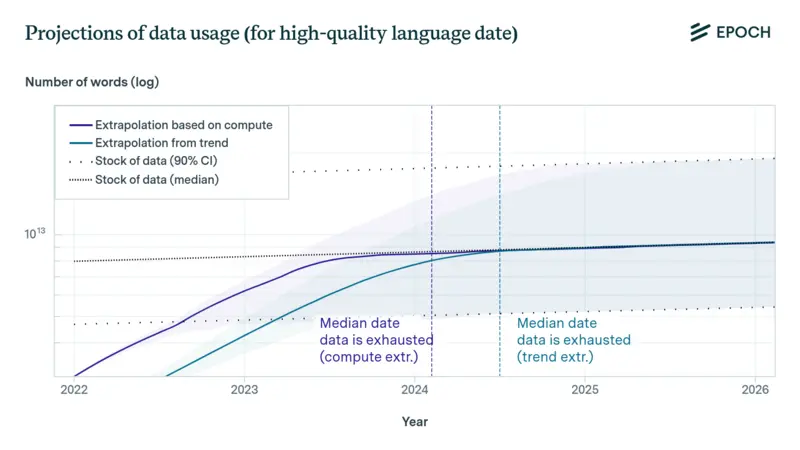 Projections of data usage (for high-quality language date)
EPOCH
Number of words (log)
Extrapolation based on compute
Extrapolation from trend
Stock of data (90% CI)
Stock of data (median)
10¹³
Median date
data is exhausted
(compute extr.)
Median date
data is exhausted
(trend extr.)
2022
2023
2024
2025
2026
Year